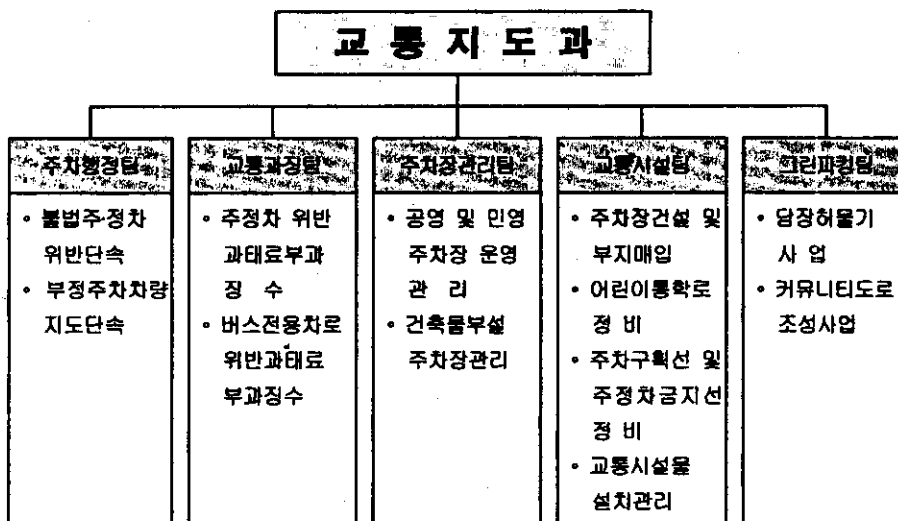 교 통 지 도 과
주차행정팀
• 불법주·정차
위반단속
• 부정주차차량
지도단속
교통과징팀
• 주정차 위반
과태료부과
징 수
• 버스전용차로
위반과태료
부과징수
주차장관리팀
• 공영 및 민영
주차장 운영
관 리
• 건축물부설
주차장관리
교통시설팀
• 주차장건설 및
부지매입
• 어린이통학로
정 비
• 주차구획선 및
주정차금지선
정 비
• 교통시설물
설치관리
그린파킹팀
• 담장허물기
사 업
• 커뮤니티도로
조성사업